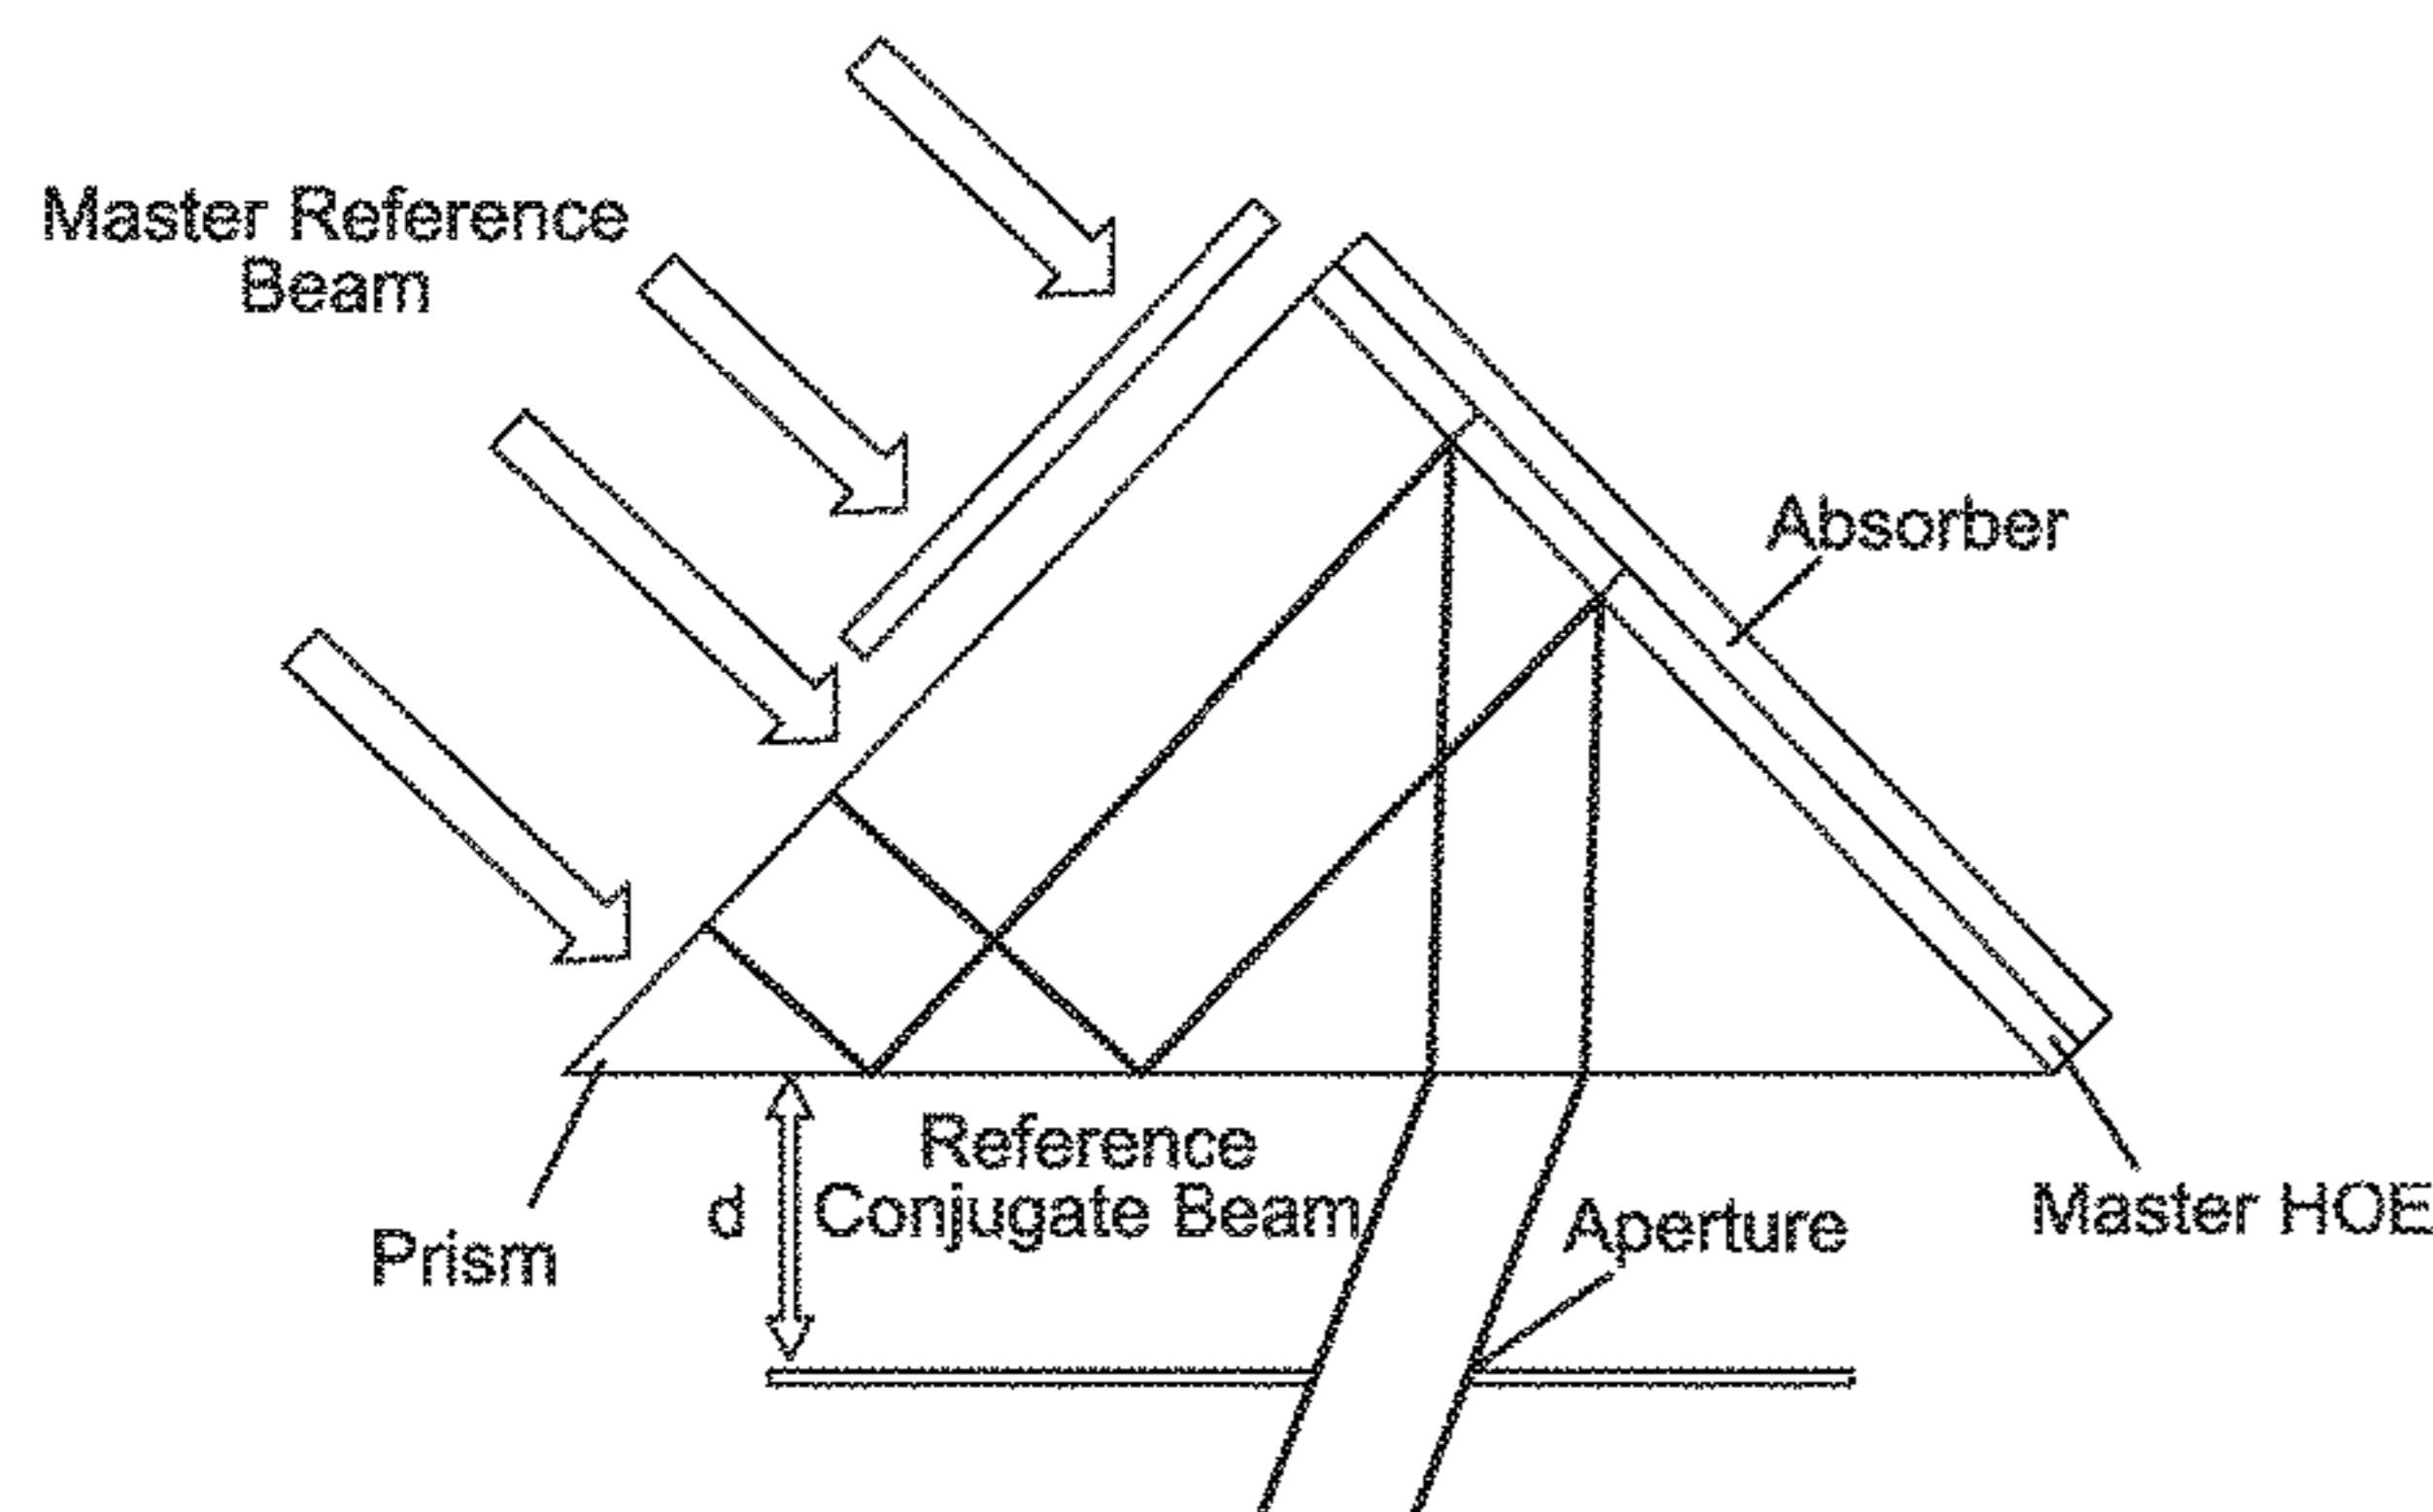 Master Reference
Beam
Absorber
Reference
d
Conjugate Beam
Aperture
Master HOE
Prism